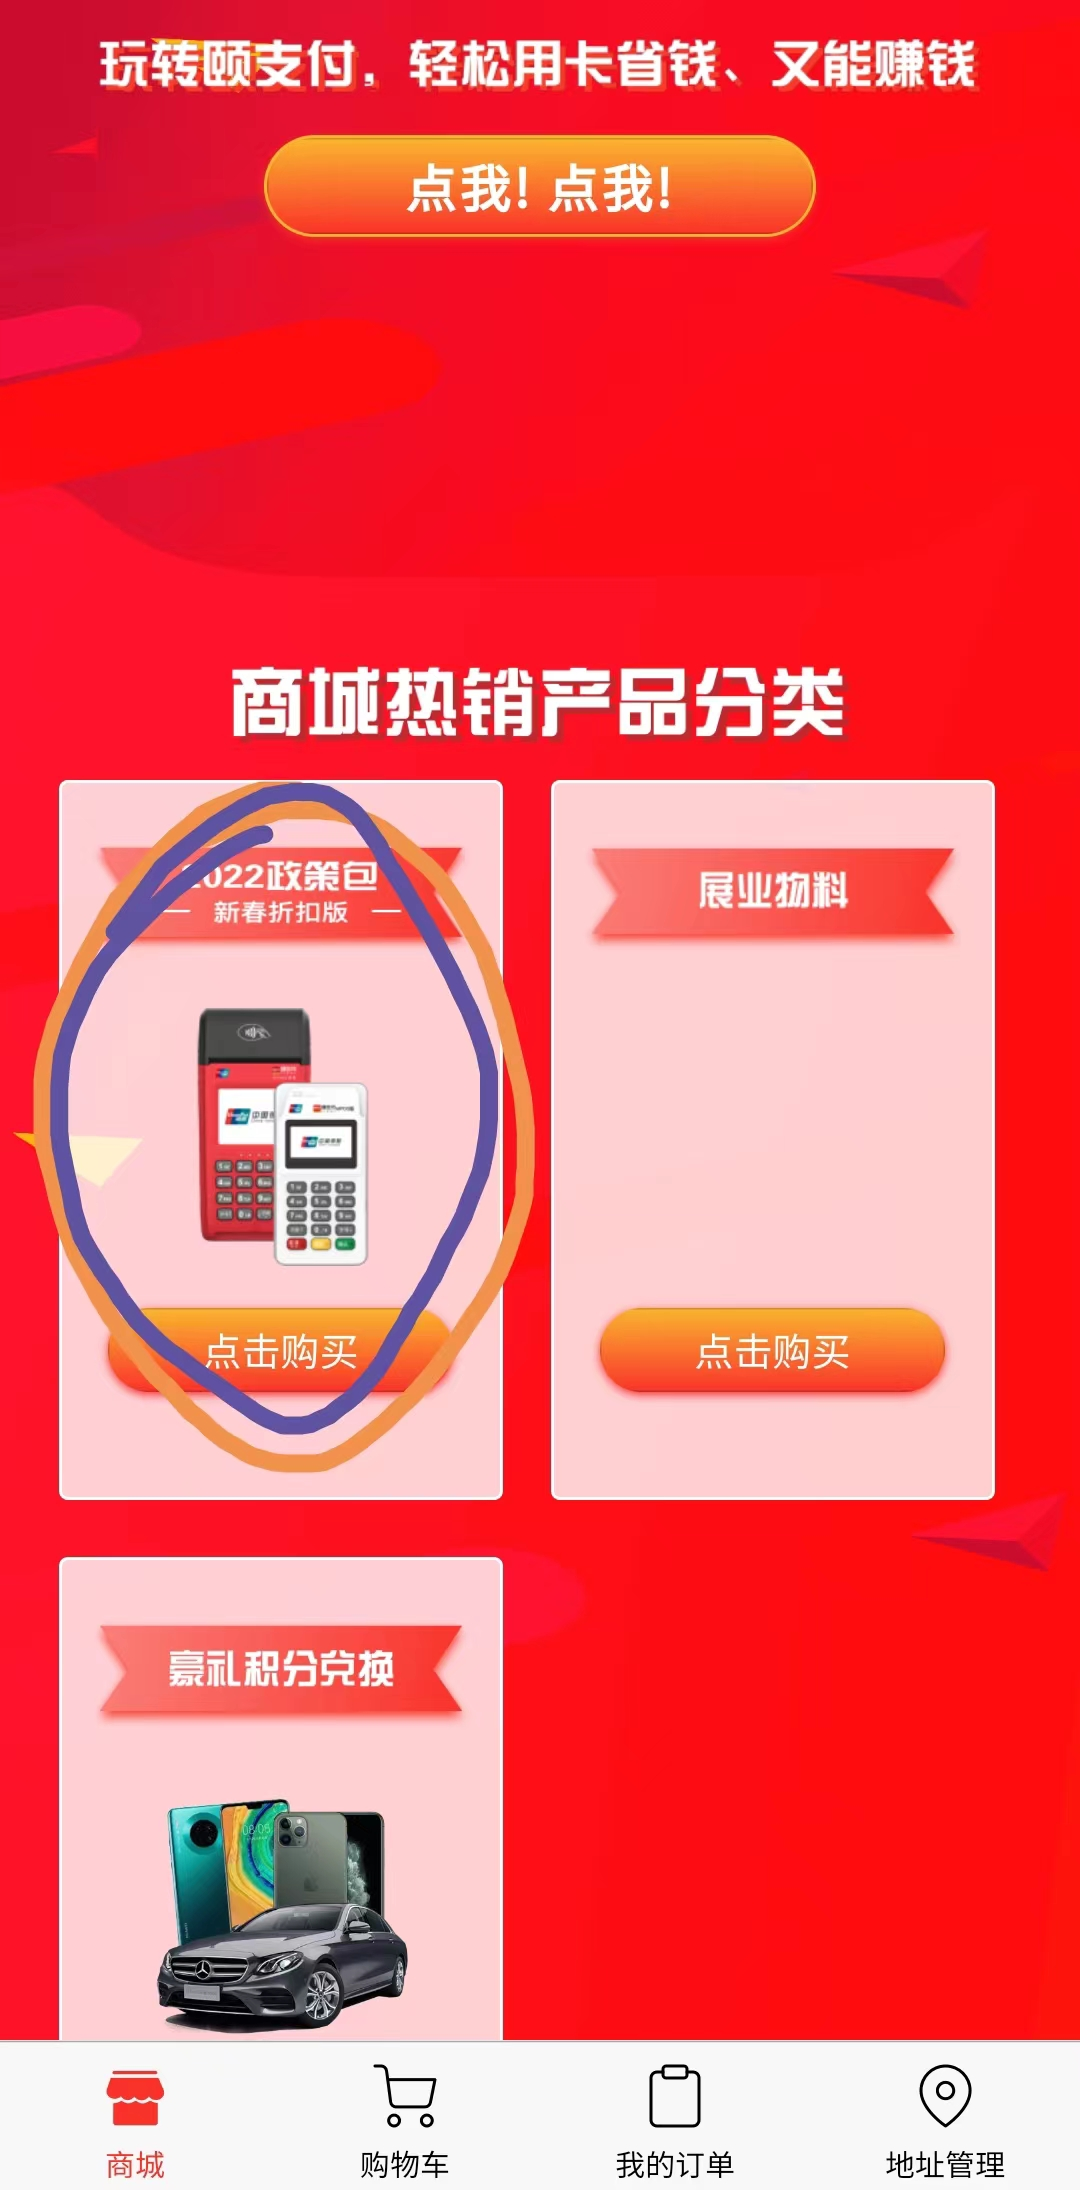 玩转颐支付，轻松用卡省钱、又能赚钱
点我! 点我!
商城热销产品分类
2022政策包
新春折扣版
点击购买
展业物料
点击购买
豪礼积分兑换
08:05
商城
购物车
我的订单
地址管理